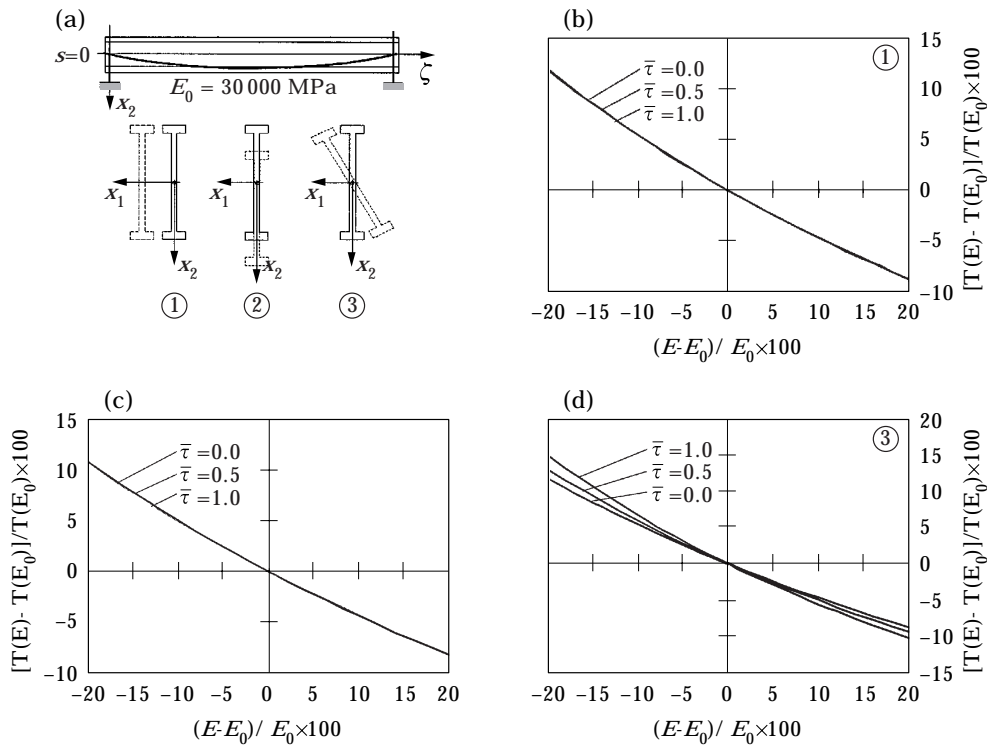 (a)
s=0
ζ
E₀ = 30 000 MPa
x₂
x₁ x₁ x₁
x₂ x₂ x₂
① ② ③
(b)
①
τ̅ =0.0
τ̅ =0.5
τ̅ =1.0
15
10
5
0
−5
−10
−20 −15 −10 −5 0 5 10 15 20
(E-E₀)/ E₀×100
[T(E)- T(E₀)]/T(E₀)×100
(c)
[T(E)- T(E₀)]/T(E₀)×100
15
10
5
0
−5
−10
τ̅ =0.0
τ̅ =0.5
τ̅ =1.0
−20 −15 −10 −5 0 5 10 15 20
(E-E₀)/ E₀×100
(d)
③
τ̅ =1.0
τ̅ =0.5
τ̅ =0.0
20
15
10
5
0
−5
−10
−15
−20 −15 −10 −5 0 5 10 15 20
(E-E₀)/ E₀×100
[T(E)- T(E₀)]/T(E₀)×100